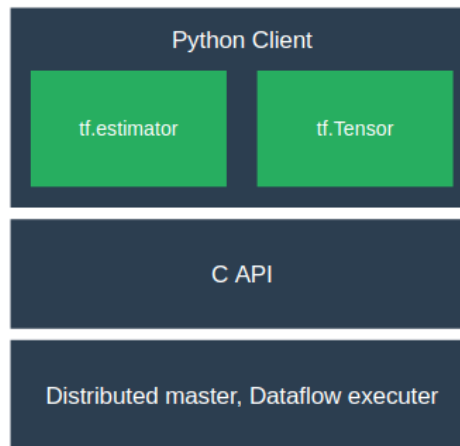 Python Client
tf.estimator
tf.Tensor
C API
Distributed master, Dataflow executer